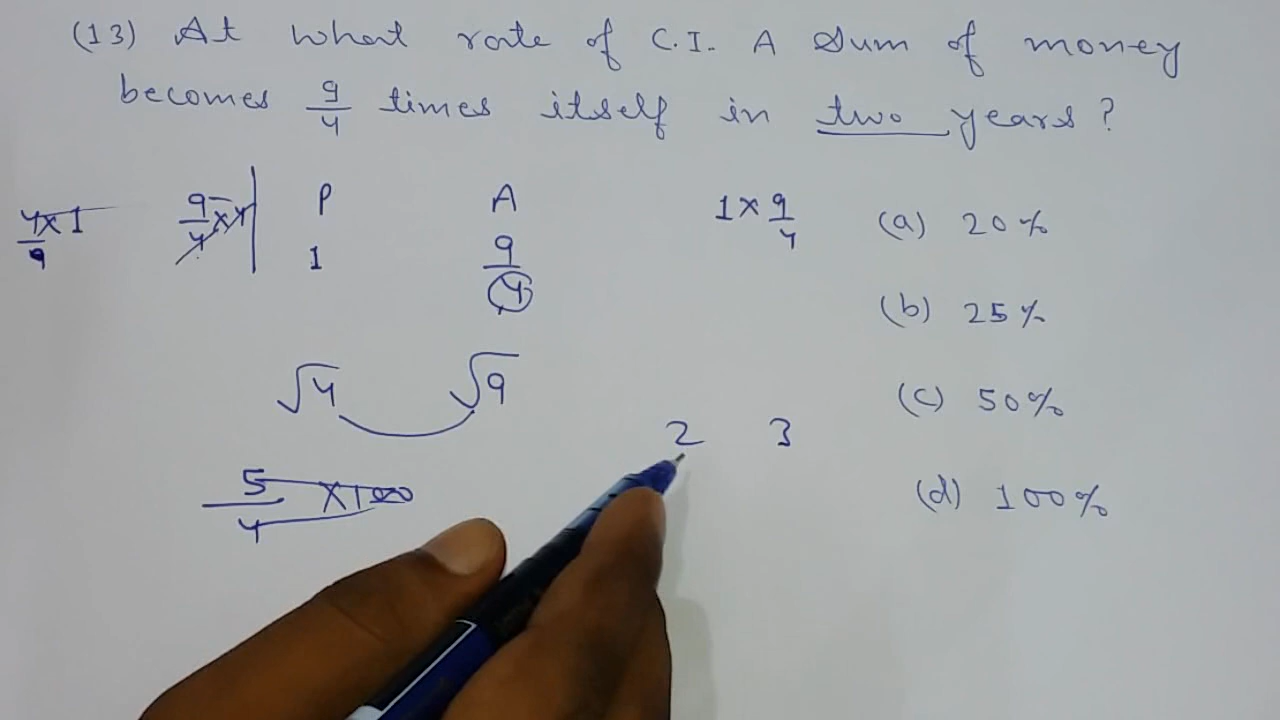 (13) At what rate of C.I. A Sum of money
becomes 9/4 times itself in two years?
4/9 × 1
9/4 × 4
P A
1 9/4
1 × 9/4
(a) 20%
(b) 25%
√4 √9
(c) 50%
2 3
5/4 × 100
(d) 100%